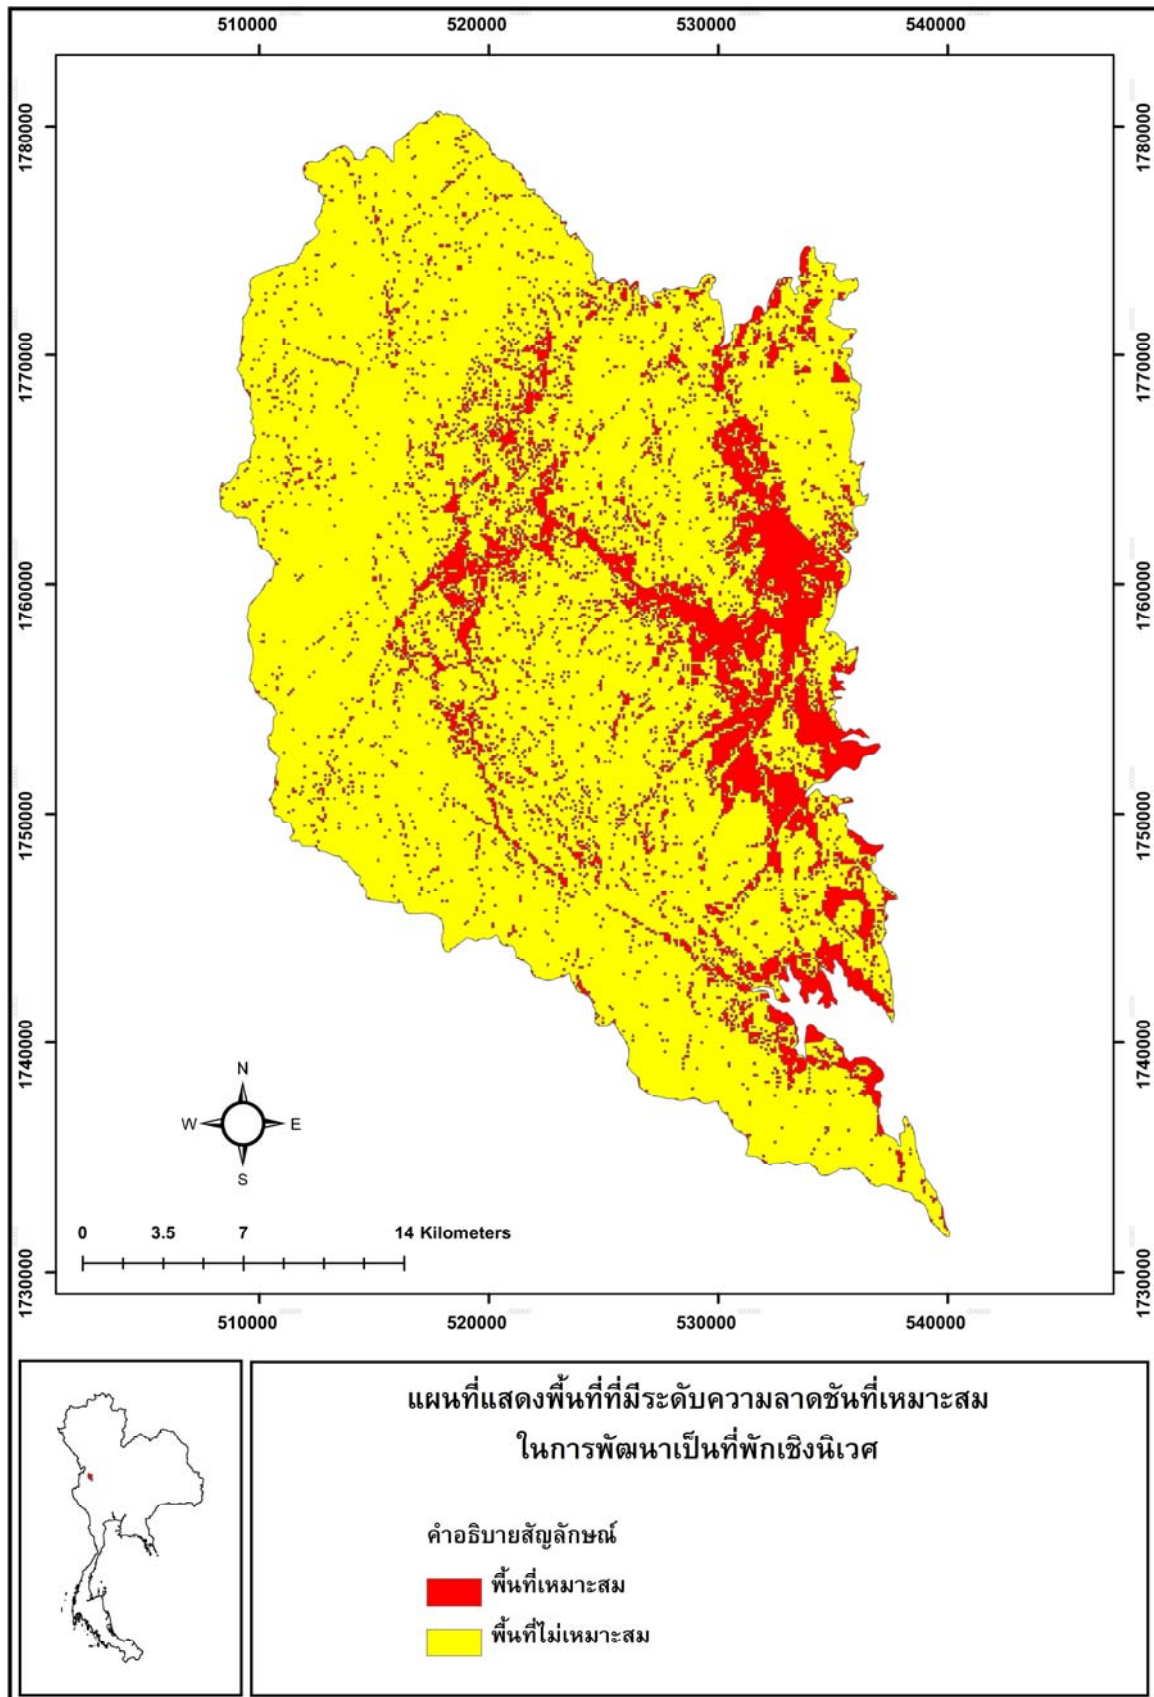 510000 520000 530000 540000
1780000 1780000
1770000 1770000
1760000 1760000
1750000 1750000
1740000 1740000
1730000 1730000
N
W E
S
0 3.5 7 14 Kilometers
510000 520000 530000 540000
แผนที่แสดงพื้นที่ที่มีระดับความลาดชันที่เหมาะสม
ในการพัฒนาเป็นที่พักเชิงนิเวศ
คำอธิบายสัญลักษณ์
พื้นที่เหมาะสม
พื้นที่ไม่เหมาะสม